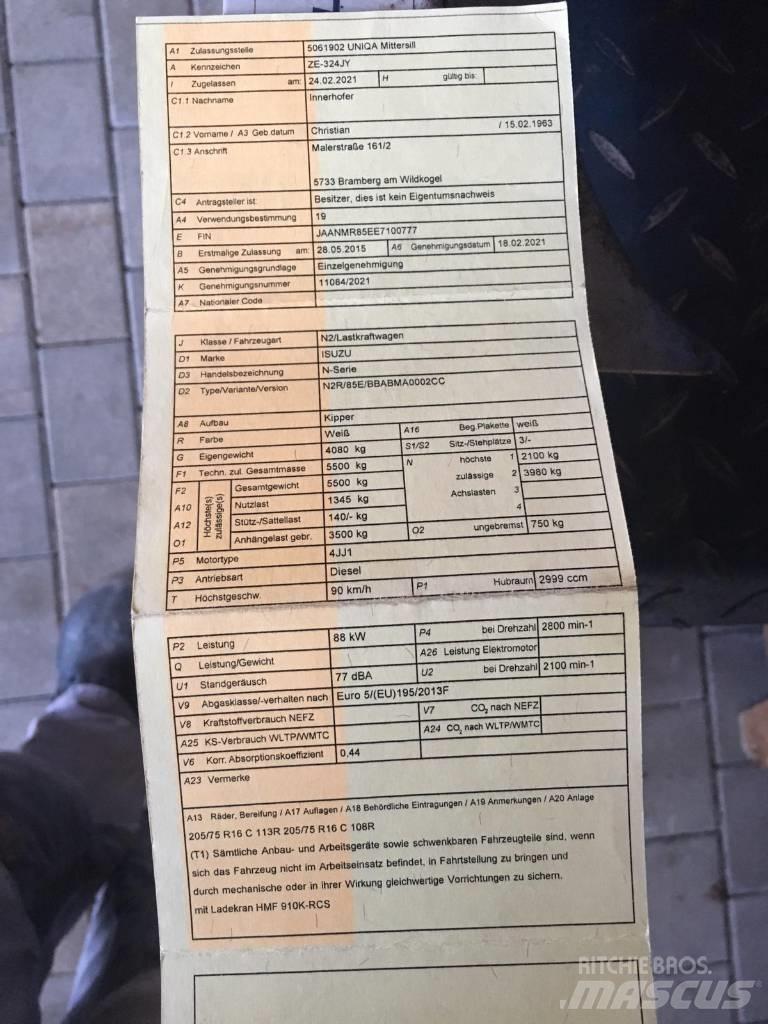 A1 Zulassungsstelle 5061902 UNIQA Mittersill
A Kennzeichen ZE-324JY
I Zugelassen am: 24.02.2021 H gültig bis:
C1.1 Nachname Innerhofer
C1.2 Vorname / A3 Geb.datum Christian / 15.02.1963
C1.3 Anschrift Malerstraße 161/2
5733 Bramberg am Wildkogel
C4 Antragsteller ist: Besitzer, dies ist kein Eigentumsnachweis
A4 Verwendungsbestimmung 19
E FIN JAANMR85EE7100777
B Erstmalige Zulassung am: 28.05.2015 A6 Genehmigungsdatum 18.02.2021
A5 Genehmigungsgrundlage Einzelgenehmigung
K Genehmigungsnummer 11084/2021
A7 Nationaler Code
J Klasse / Fahrzeugart N2/Lastkraftwagen
D1 Marke ISUZU
D3 Handelsbezeichnung N-Serie
D2 Type/Variante/Version N2R/85E/BBABMA0002CC
A8 Aufbau Kipper
R Farbe Weiß A16 Beg.Plakette weiß
G Eigengewicht 4080 kg S1/S2 Sitz-/Stehplätze 3/-
F1 Techn. zul. Gesamtmasse 5500 kg N höchste 1 2100 kg
F2 Höchste(s) zulässige(s) Gesamtgewicht 5500 kg zulässige 2 3980 kg
A10 Nutzlast 1345 kg Achslasten 3
A12 Stütz-/Sattellast 140/- kg 4
O1 Anhängelast gebr. 3500 kg O2 ungebremst 750 kg
P5 Motortype 4JJ1
P3 Antriebsart Diesel
T Höchstgeschw. 90 km/h P1 Hubraum 2999 ccm
P2 Leistung 88 kW P4 bei Drehzahl 2800 min-1
Q Leistung/Gewicht A26 Leistung Elektromotor
U1 Standgeräusch 77 dBA U2 bei Drehzahl 2100 min-1
V9 Abgasklasse/-verhalten nach Euro 5/(EU)195/2013F
V8 Kraftstoffverbrauch NEFZ V7 CO2 nach NEFZ
A25 KS-Verbrauch WLTP/WMTC A24 CO2 nach WLTP/WMTC
V6 Korr. Absorptionskoeffizient 0,44
A23 Vermerke
A13 Räder, Bereifung / A17 Auflagen / A18 Behördliche Eintragungen / A19 Anmerkungen / A20 Anlage
205/75 R16 C 113R 205/75 R16 C 108R
(T1) Sämtliche Anbau- und Arbeitsgeräte sowie schwenkbaren Fahrzeugteile sind, wenn
sich das Fahrzeug nicht im Arbeitseinsatz befindet, in Fahrtstellung zu bringen und
durch mechanische oder in ihrer Wirkung gleichwertige Vorrichtungen zu sichern.
mit Ladekran HMF 910K-RCS
RITCHIE BROS.
MASCUS